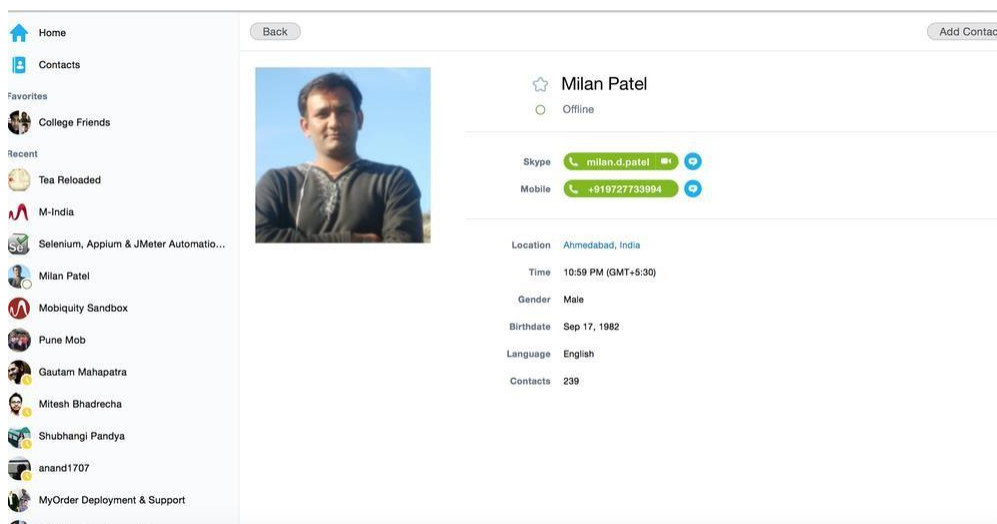 Home
Contacts
Favorites
College Friends
Recent
Tea Reloaded
M-India
Selenium, Appium & JMeter Automatio...
Milan Patel
Mobiquity Sandbox
Pune Mob
Gautam Mahapatra
Mitesh Bhadrecha
Shubhangi Pandya
anand1707
MyOrder Deployment & Support
Back
Add Contac
Milan Patel
Offline
Skype milan.d.patel
Mobile +919727733994
Location Ahmedabad, India
Time 10:59 PM (GMT+5:30)
Gender Male
Birthdate Sep 17, 1982
Language English
Contacts 239